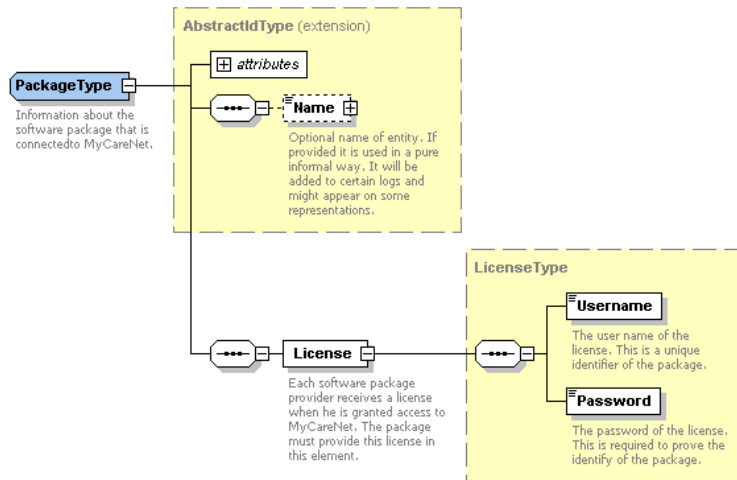 AbstractIdType (extension)
attributes
PackageType
Information about the
software package that is
connectedto MyCareNet.
Name
Optional name of entity. If
provided it is used in a pure
informal way. It will be
added to certain logs and
might appear on some
representations.
LicenseType
Username
The user name of the
license. This is a unique
identifier of the package.
License
Each software package
provider receives a license
when he is granted access to
MyCareNet. The package
must provide this license in
this element.
Password
The password of the license.
This is required to prove the
identify of the package.